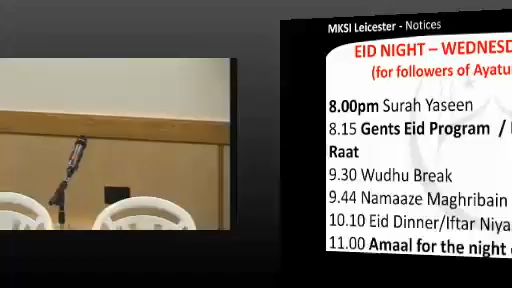 MKSI Leicester - Notices
EID NIGHT – WEDNESD
(for followers of Ayatu
8.00pm Surah Yaseen
8.15 Gents Eid Program /
Raat
9.30 Wudhu Break
9.44 Namaaze Maghribain
10.10 Eid Dinner/Iftar Niya
11.00 Amaal for the night